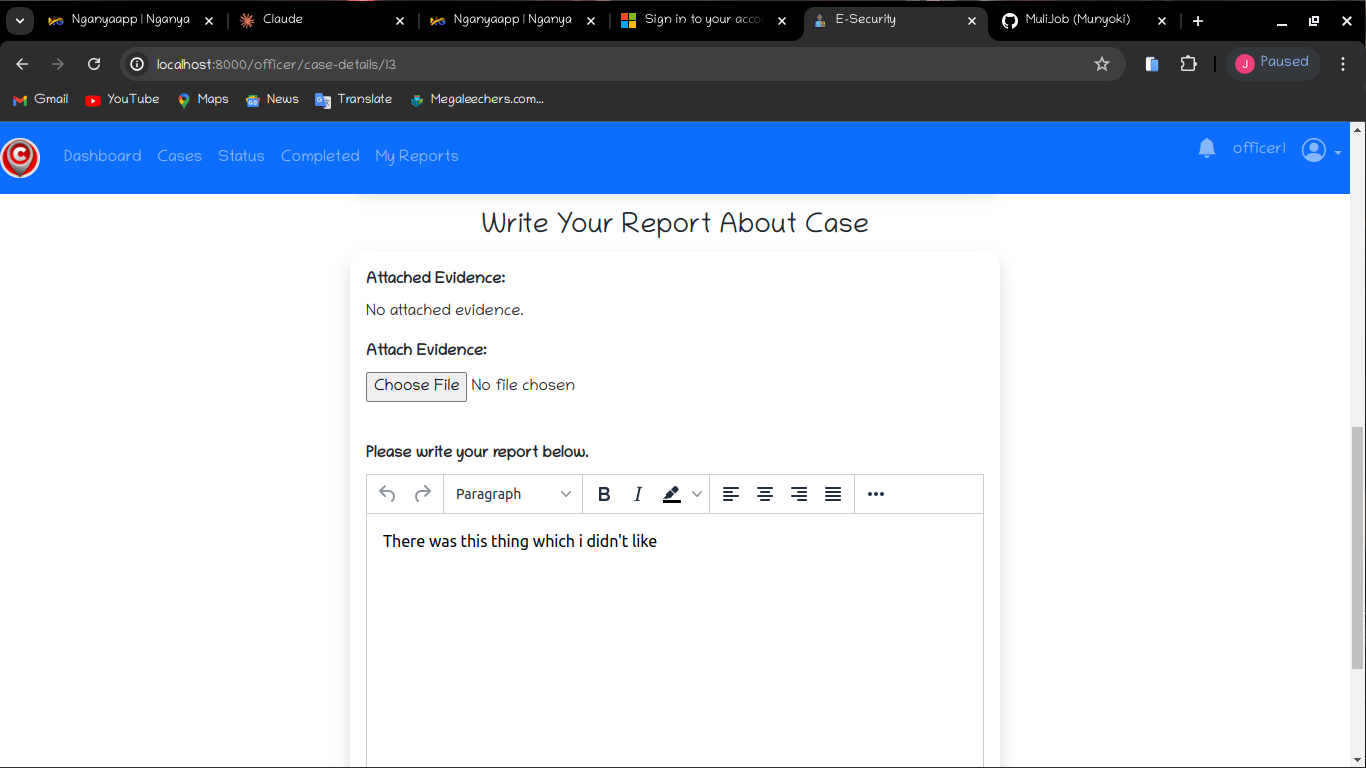 Nganyaapp | Nganya
Claude
Nganyaapp | Nganya
Sign in to your acco
E-Security
MuliJob (Munyoki)
localhost:8000/officer/case-details/13
J Paused
Gmail
YouTube
Maps
News
Translate
Megaleechers.com...
C
Dashboard Cases Status Completed My Reports
officer1
Write Your Report About Case
Attached Evidence:
No attached evidence.
Attach Evidence:
Choose File No file chosen
Please write your report below.
Paragraph B I
There was this thing which i didn't like